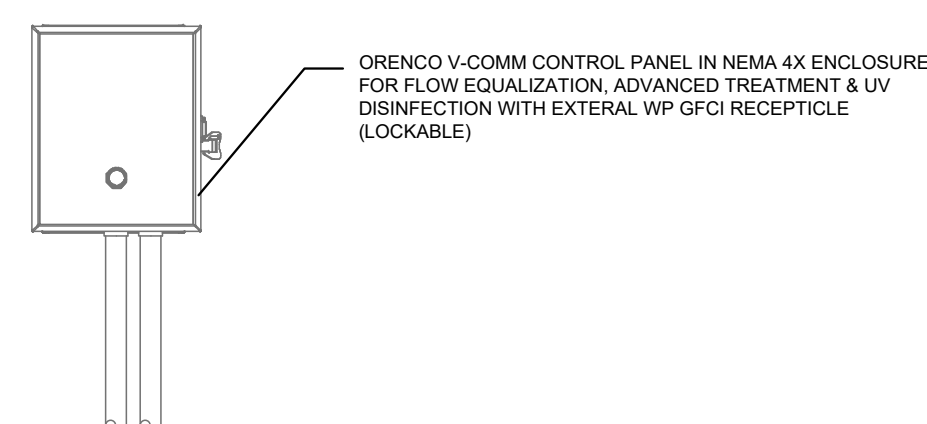 ORENCO V-COMM CONTROL PANEL IN NEMA 4X ENCLOSURE
FOR FLOW EQUALIZATION, ADVANCED TREATMENT & UV
DISINFECTION WITH EXTERAL WP GFCI RECEPTICLE
(LOCKABLE)